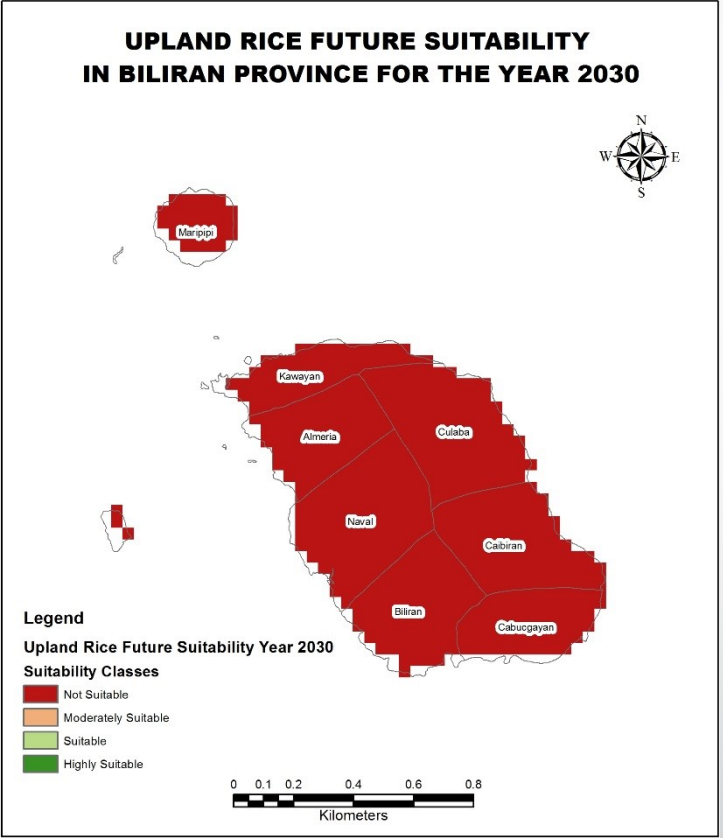 UPLAND RICE FUTURE SUITABILITY
IN BILIRAN PROVINCE FOR THE YEAR 2030
N
W E
S
Maripipi
Kawayan
Almeria
Culaba
Naval
Caibiran
Biliran
Cabucgayan
Legend
Upland Rice Future Suitability Year 2030
Suitability Classes
Not Suitable
Moderately Suitable
Suitable
Highly Suitable
0 0.1 0.2 0.4 0.6 0.8
Kilometers